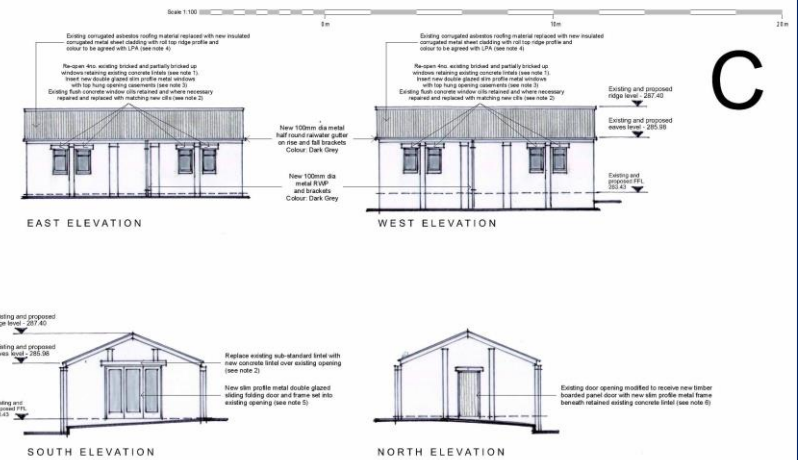 Scale 1:100
0m
10m
20m
Existing corrugated asbestos roofing material replaced with new insulated
corrugated metal sheet cladding with roll top ridge profile and
colour to be agreed with LPA (see note 4)
Re-open 4no. existing bricked and partially bricked up
windows retaining existing concrete lintels (see note 1).
Insert new double glazed slim profile metal windows
with top hung opening casements (see note 3)
Existing flush concrete window cills retained and where necessary
repaired and replaced with matching new cills (see note 2)
EAST ELEVATION
New 100mm dia metal
half round raiwater gutter
on rise and fall brackets
Colour: Dark Grey
New 100mm dia
metal RWP
and brackets
Colour: Dark Grey
Existing corrugated asbestos roofing material replaced with new insulated
corrugated metal sheet cladding with roll top ridge profile and
colour to be agreed with LPA (see note 4)
Re-open 4no. existing bricked and partially bricked up
windows retaining existing concrete lintels (see note 1).
Insert new double glazed slim profile metal windows
with top hung opening casements (see note 3)
Existing flush concrete window cills retained and where necessary
repaired and replaced with matching new cills (see note 2)
WEST ELEVATION
Existing and proposed
ridge level - 287.40
Existing and proposed
eaves level - 285.98
Existing and
proposed FFL
283.43
C
isting and proposed
ge level - 287.40
isting and proposed
ves level - 285.98
isting and
posed FFL
.43
SOUTH ELEVATION
Replace existing sub-standard lintel with
new concrete lintel over existing opening
(see note 2)
New slim profile metal double glazed
sliding folding door and frame set into
existing opening (see note 5)
NORTH ELEVATION
Existing door opening modified to receive new timber
boarded panel door with new slim profile metal frame
beneath retained existing concrete lintel (see note 6)